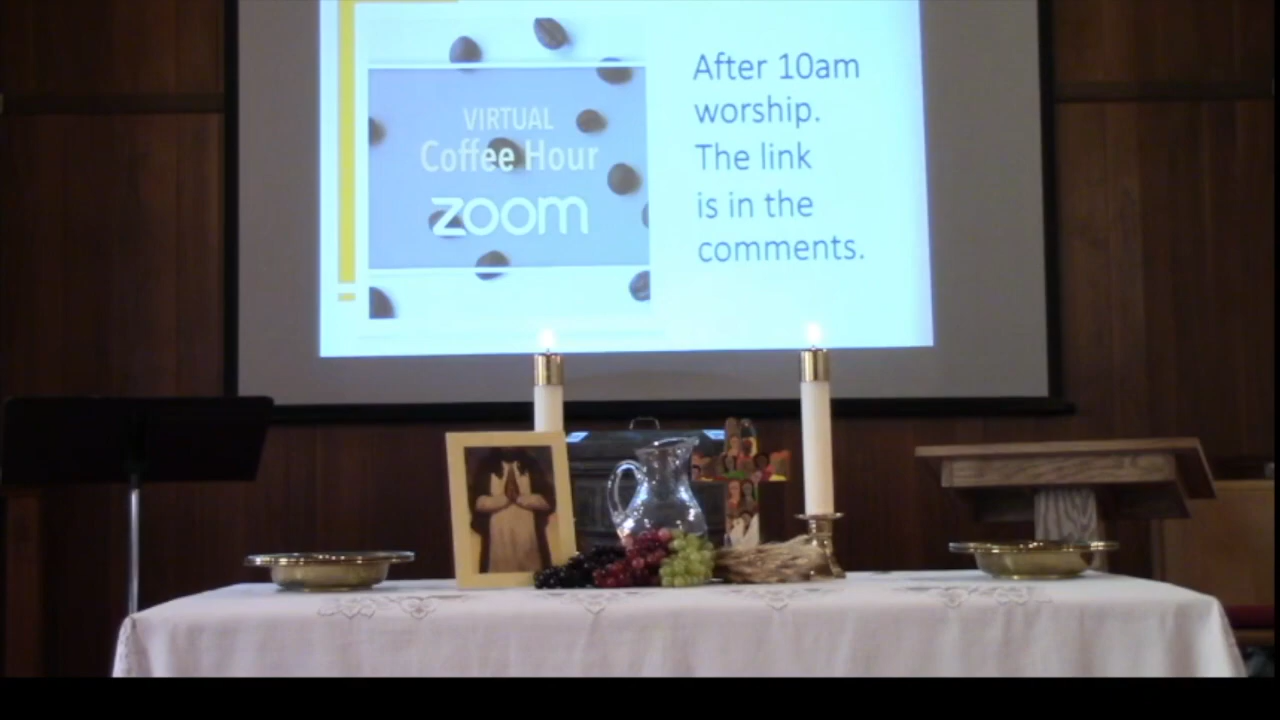 VIRTUAL
Coffee Hour
zoom
After 10am
worship.
The link
is in the
comments.